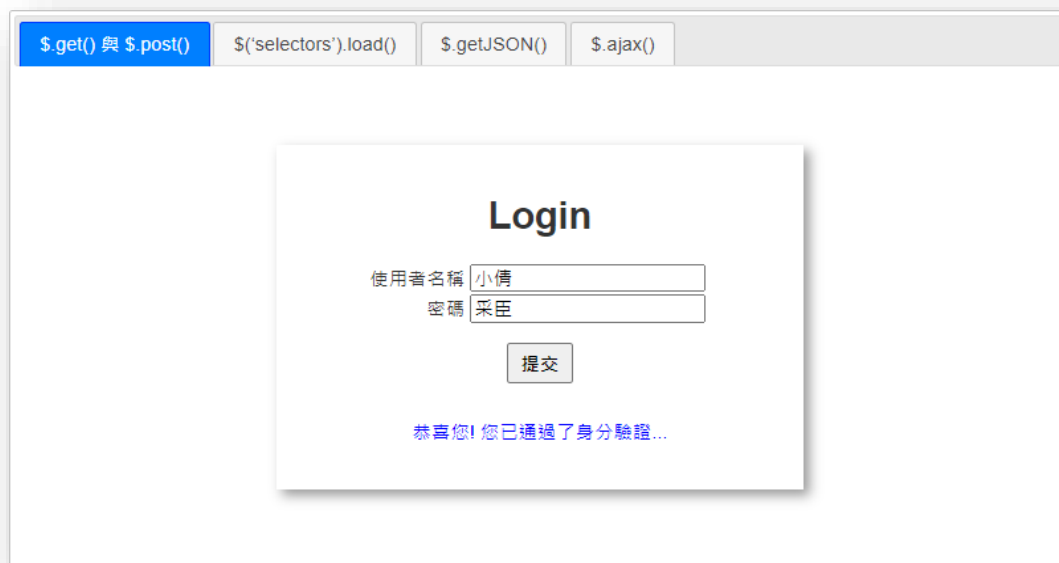 $.get() 與 $.post() $(‘selectors’).load() $.getJSON() $.ajax()
Login
使用者名稱 小倩
密碼 采臣
提交
恭喜您! 您已通過了身分驗證...